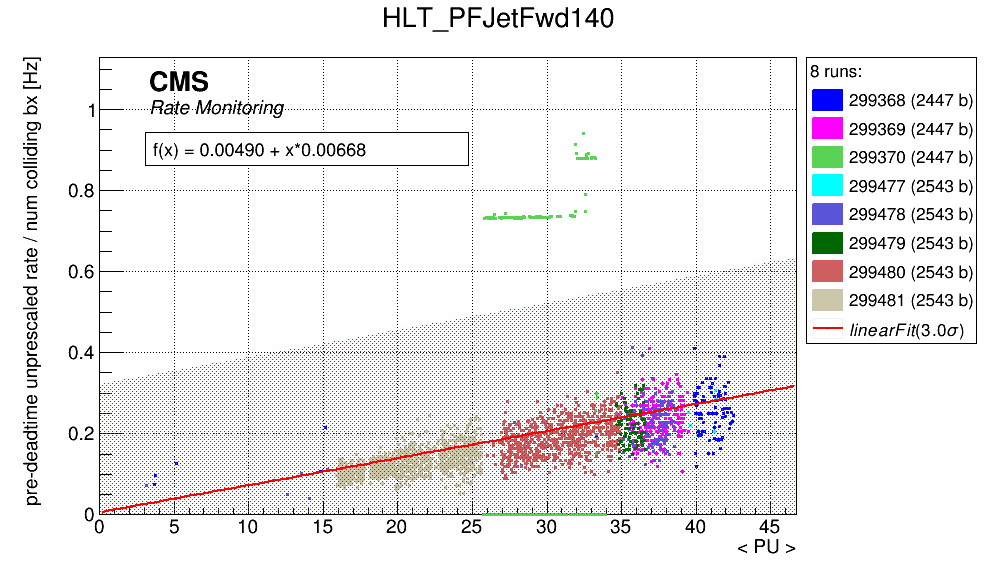 HLT_PFJetFwd140
pre-deadtime unprescaled rate / num colliding bx [Hz]
CMS
Rate Monitoring
f(x) = 0.00490 + x*0.00668
1
0.8
0.6
0.4
0.2
0
0 5 10 15 20 25 30 35 40 45
< PU >
8 runs:
299368 (2447 b)
299369 (2447 b)
299370 (2447 b)
299477 (2543 b)
299478 (2543 b)
299479 (2543 b)
299480 (2543 b)
299481 (2543 b)
linearFit(3.0σ)